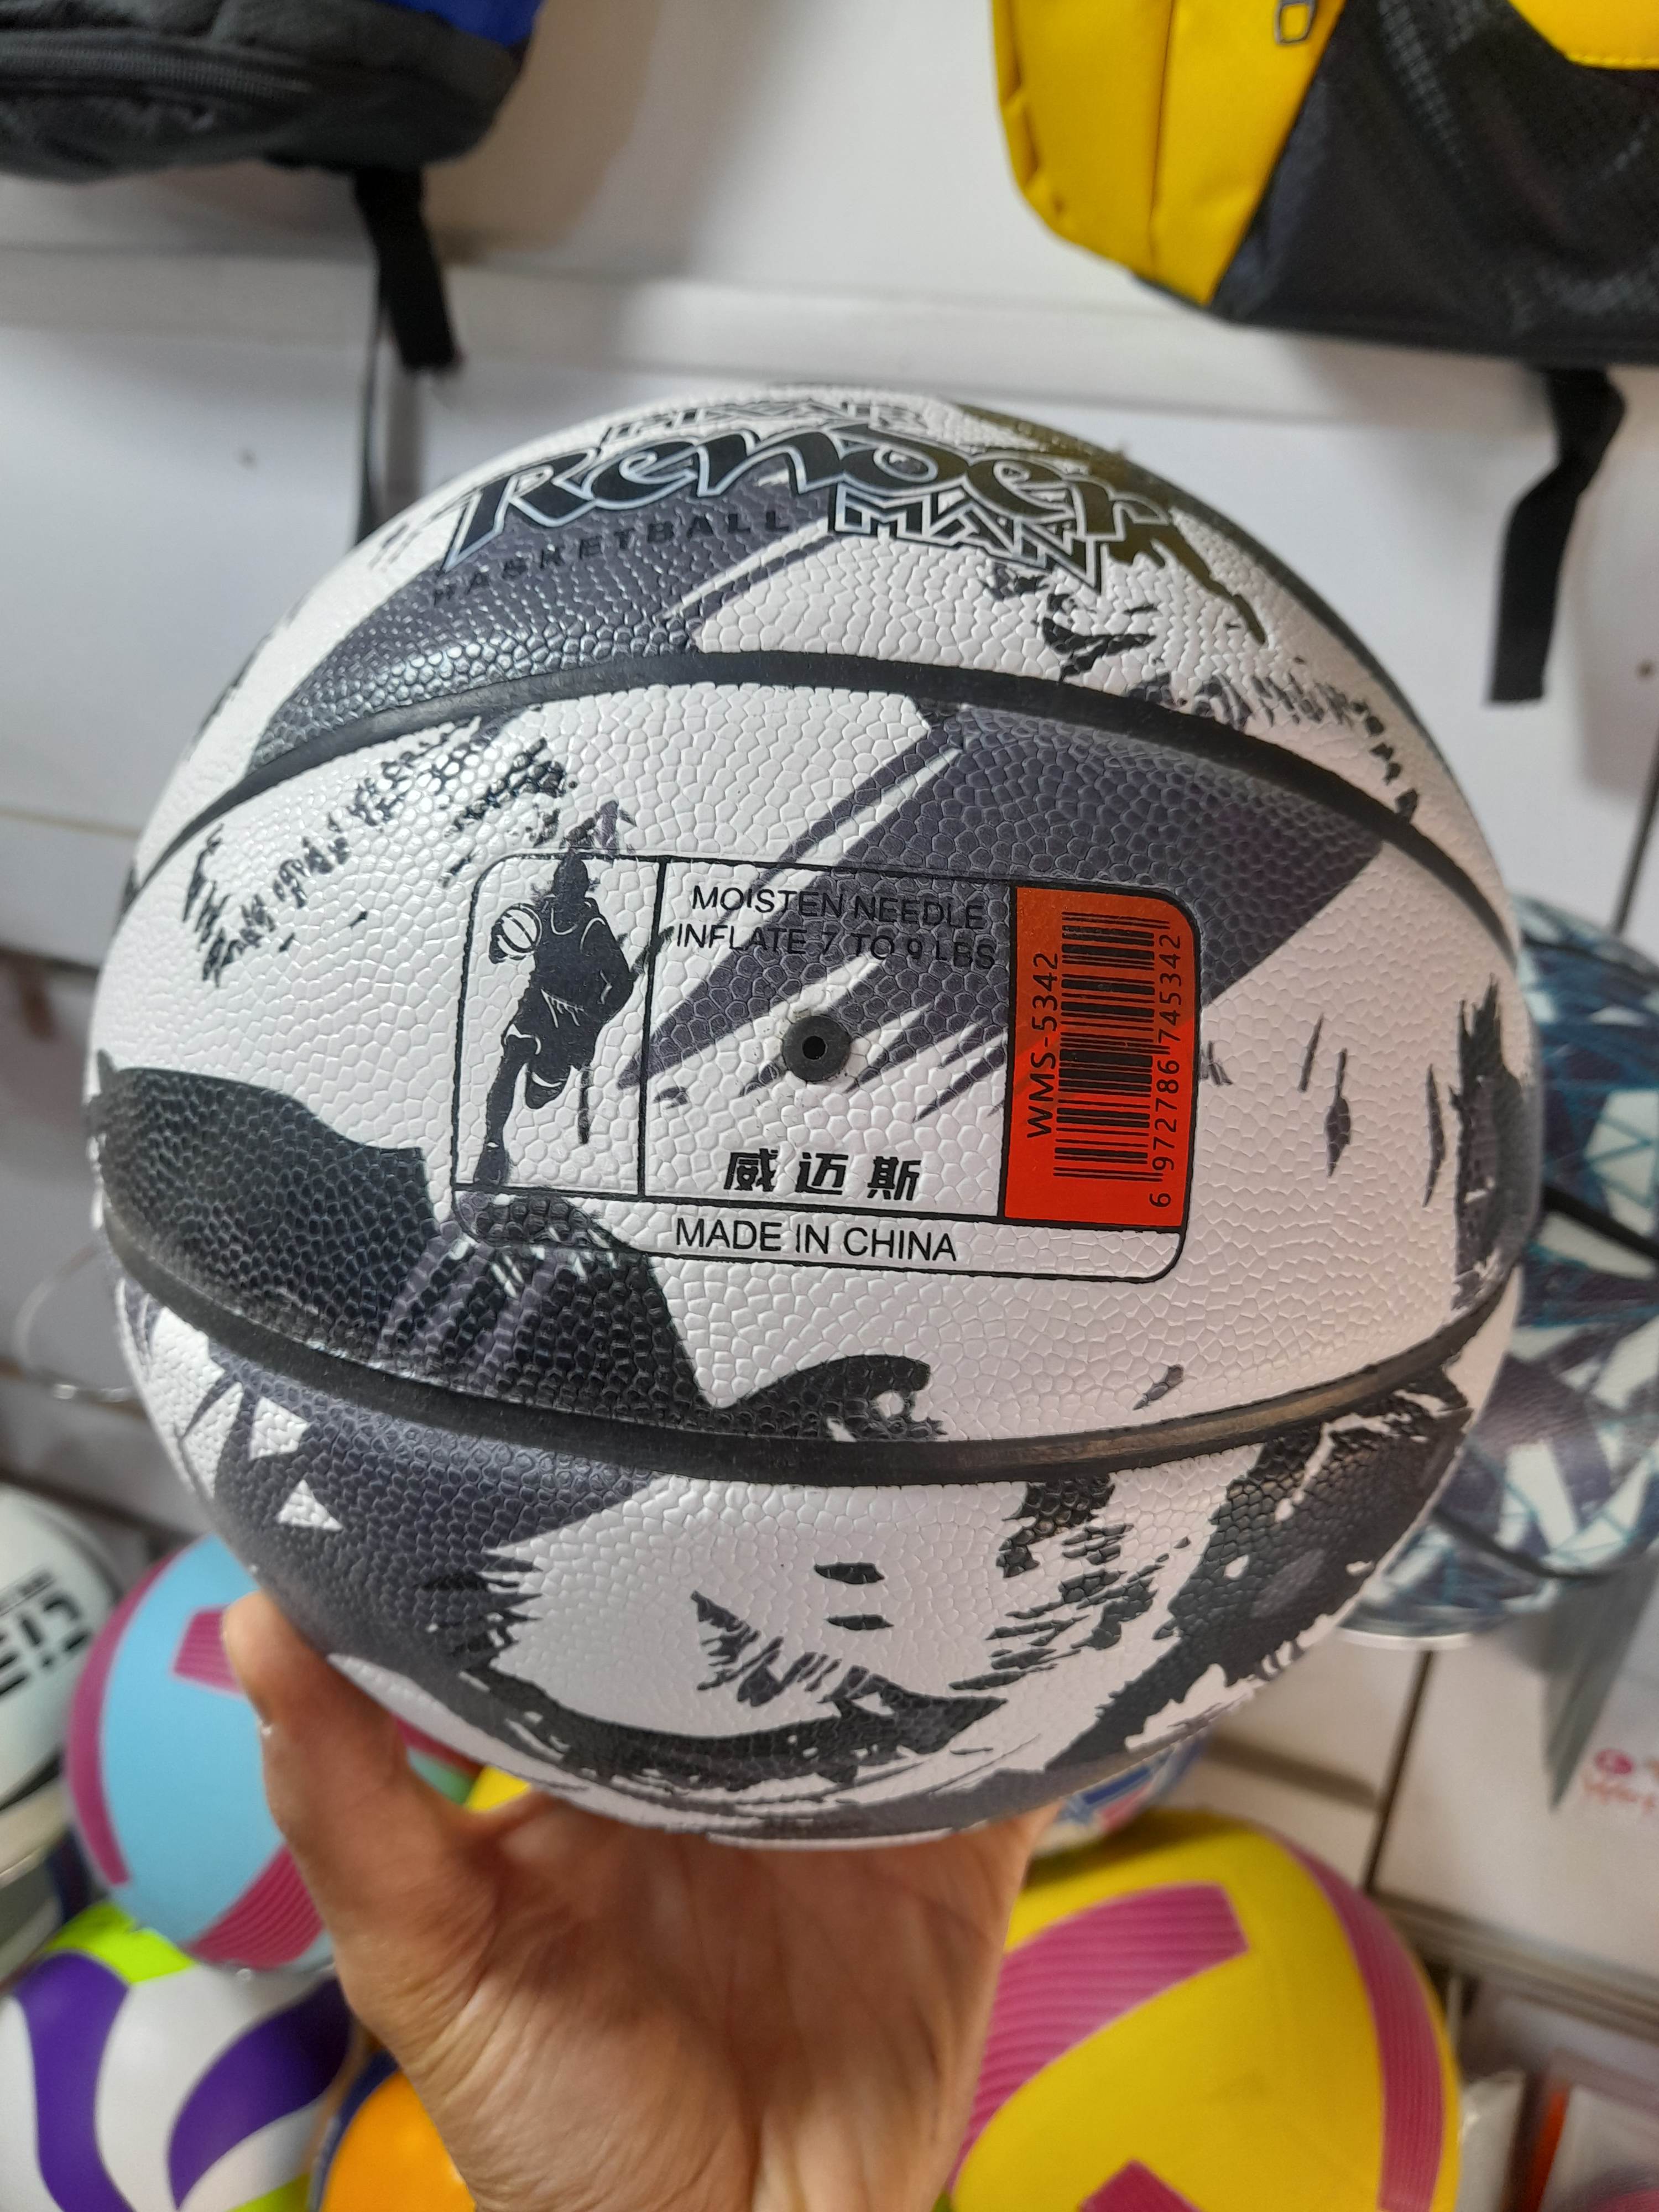 PIXAR
Render
MAN
BASKETBALL
MOISTEN NEEDLE
INFLATE 7 TO 9 LBS
威迈斯
MADE IN CHINA
WMS-5342
6 972786 745342